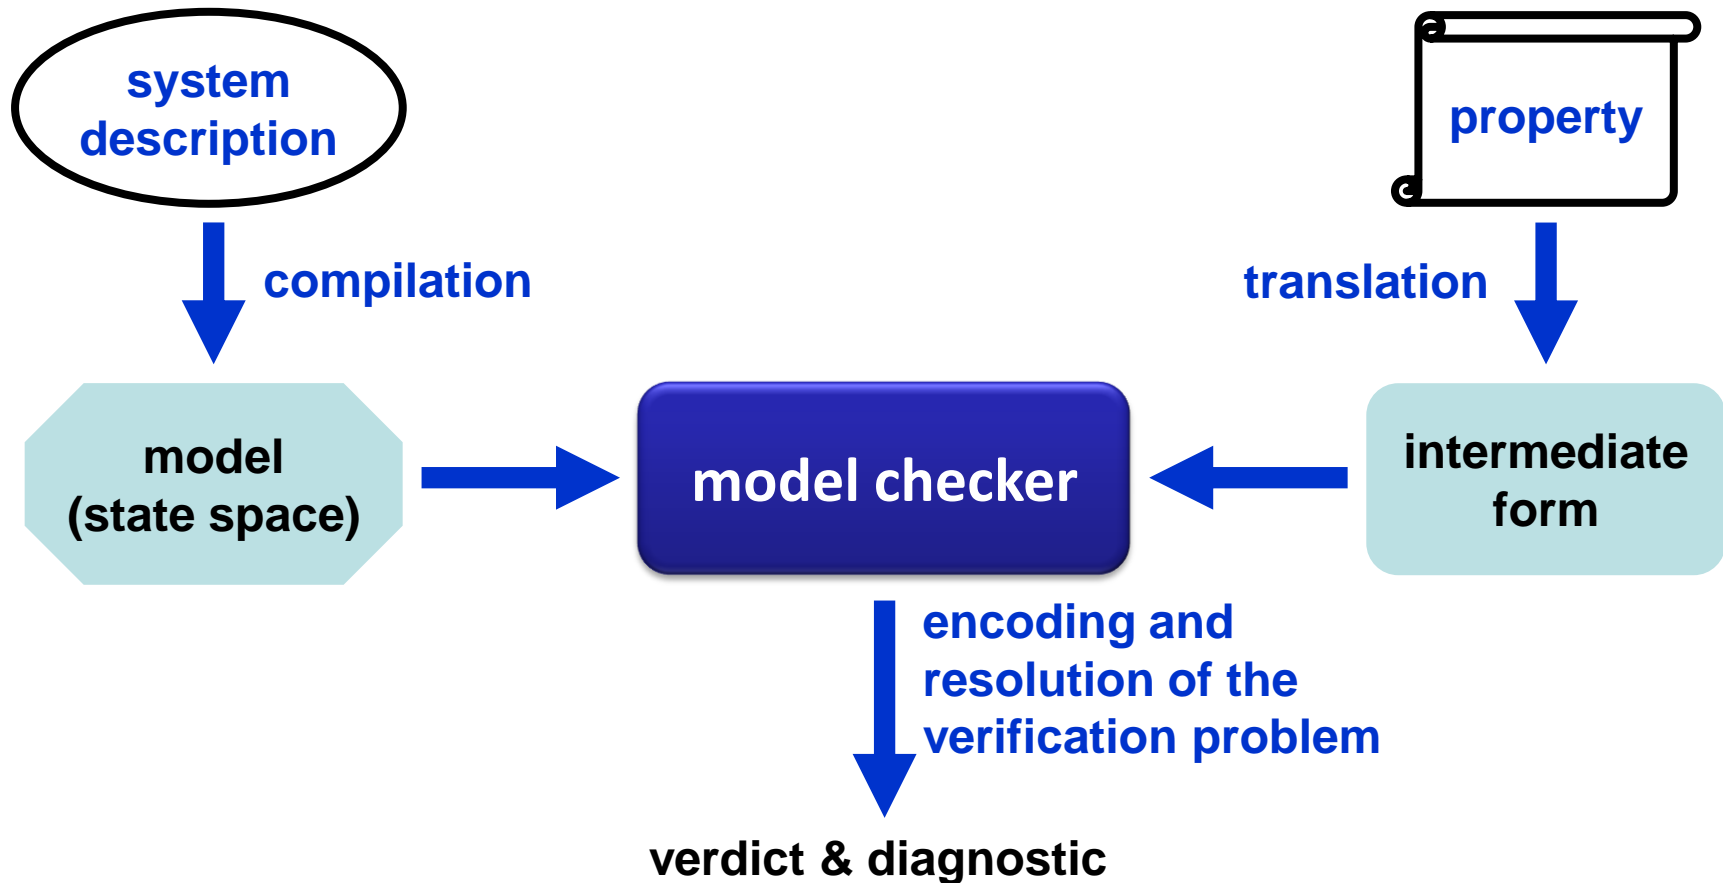 system
description
property
compilation
translation
model
(state space)
model checker
intermediate
form
encoding and
resolution of the
verification problem
verdict & diagnostic